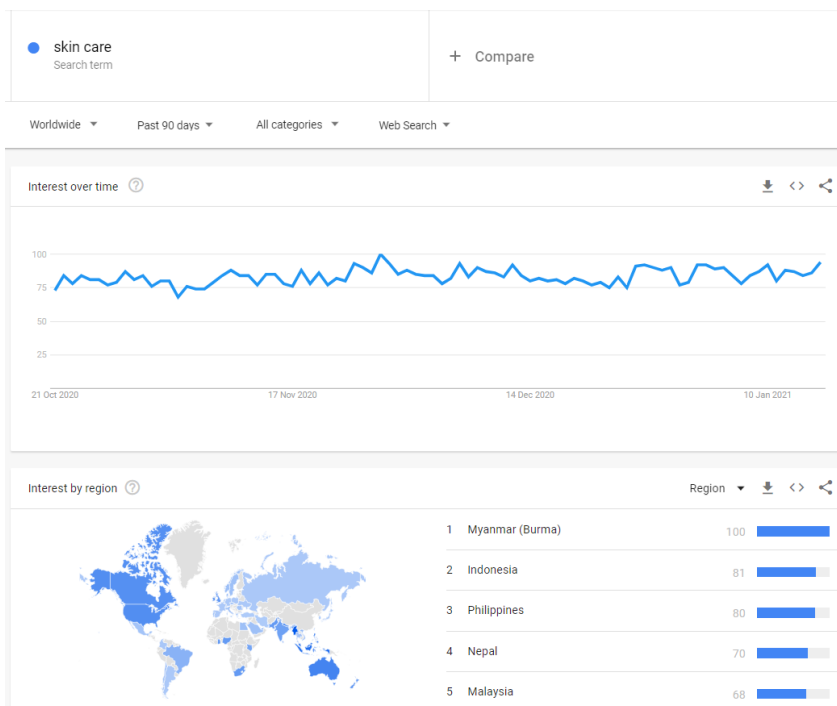 skin care
Search term
+ Compare
Worldwide Past 90 days All categories Web Search
Interest over time ?
100
75
50
25
21 Oct 2020 17 Nov 2020 14 Dec 2020 10 Jan 2021
Interest by region ? Region
1 Myanmar (Burma) 100
2 Indonesia 81
3 Philippines 80
4 Nepal 70
5 Malaysia 68